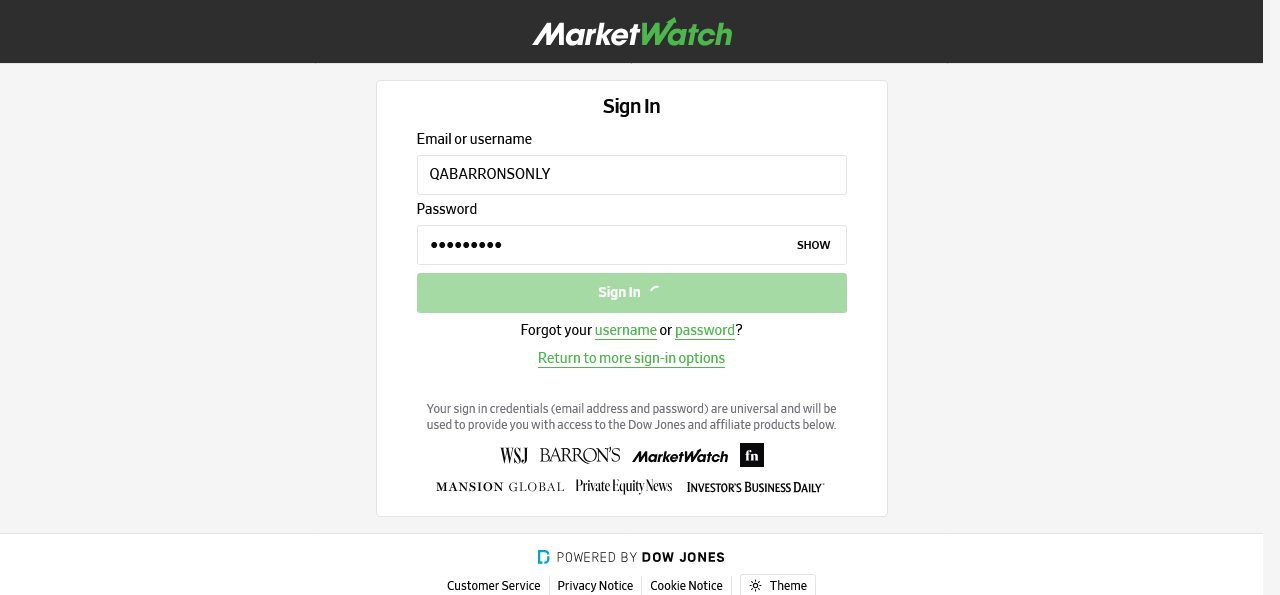 MarketWatch
Sign In
Email or username
QABARRONSONLY
Password
●●●●●●●●● SHOW
Sign In
Forgot your username or password?
Return to more sign-in options
Your sign in credentials (email address and password) are universal and will be
used to provide you with access to the Dow Jones and affiliate products below.
WSJ BARRON'S MarketWatch fn
MANSION GLOBAL Private Equity News INVESTOR'S BUSINESS DAILY
POWERED BY DOW JONES
Customer Service Privacy Notice Cookie Notice Theme